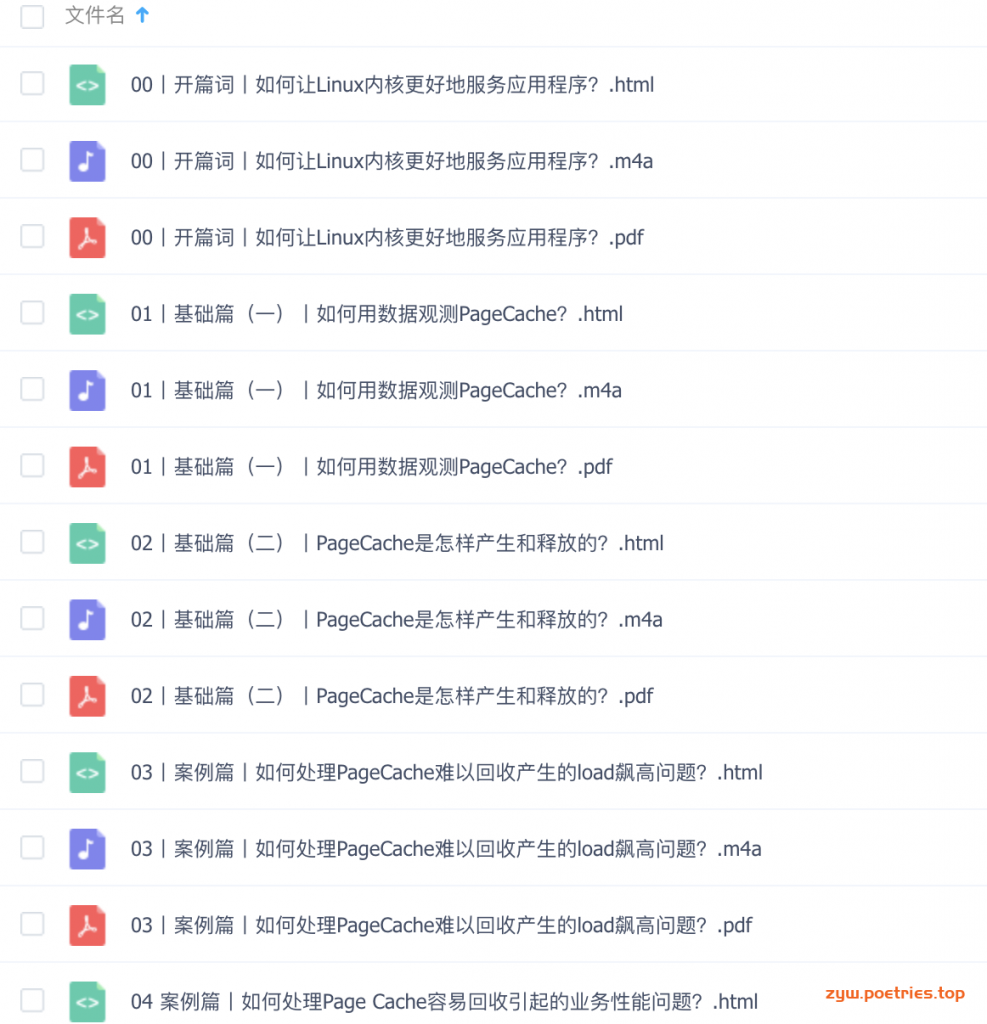 文件名
00丨开篇词丨如何让Linux内核更好地服务应用程序？.html
00丨开篇词丨如何让Linux内核更好地服务应用程序？.m4a
00丨开篇词丨如何让Linux内核更好地服务应用程序？.pdf
01丨基础篇（一）丨如何用数据观测PageCache？.html
01丨基础篇（一）丨如何用数据观测PageCache？.m4a
01丨基础篇（一）丨如何用数据观测PageCache？.pdf
02丨基础篇（二）丨PageCache是怎样产生和释放的？.html
02丨基础篇（二）丨PageCache是怎样产生和释放的？.m4a
02丨基础篇（二）丨PageCache是怎样产生和释放的？.pdf
03丨案例篇丨如何处理PageCache难以回收产生的load飙高问题？.html
03丨案例篇丨如何处理PageCache难以回收产生的load飙高问题？.m4a
03丨案例篇丨如何处理PageCache难以回收产生的load飙高问题？.pdf
04 案例篇丨如何处理Page Cache容易回收引起的业务性能问题？.html
zyw.poetries.top